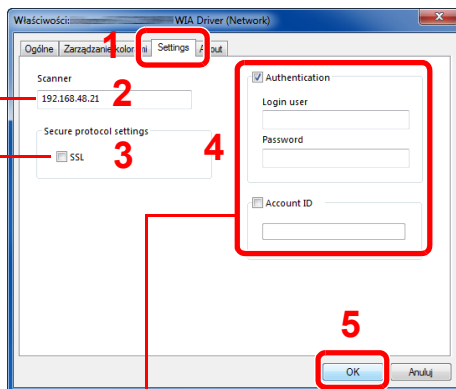 Właściwości: WIA Driver (Network)
Ogólne Zarządzanie kolorami Settings About
1
Scanner
192.168.48.21
2
Secure protocol settings
SSL
3
4
Authentication
Login user
Password
Account ID
5
OK Anuluj